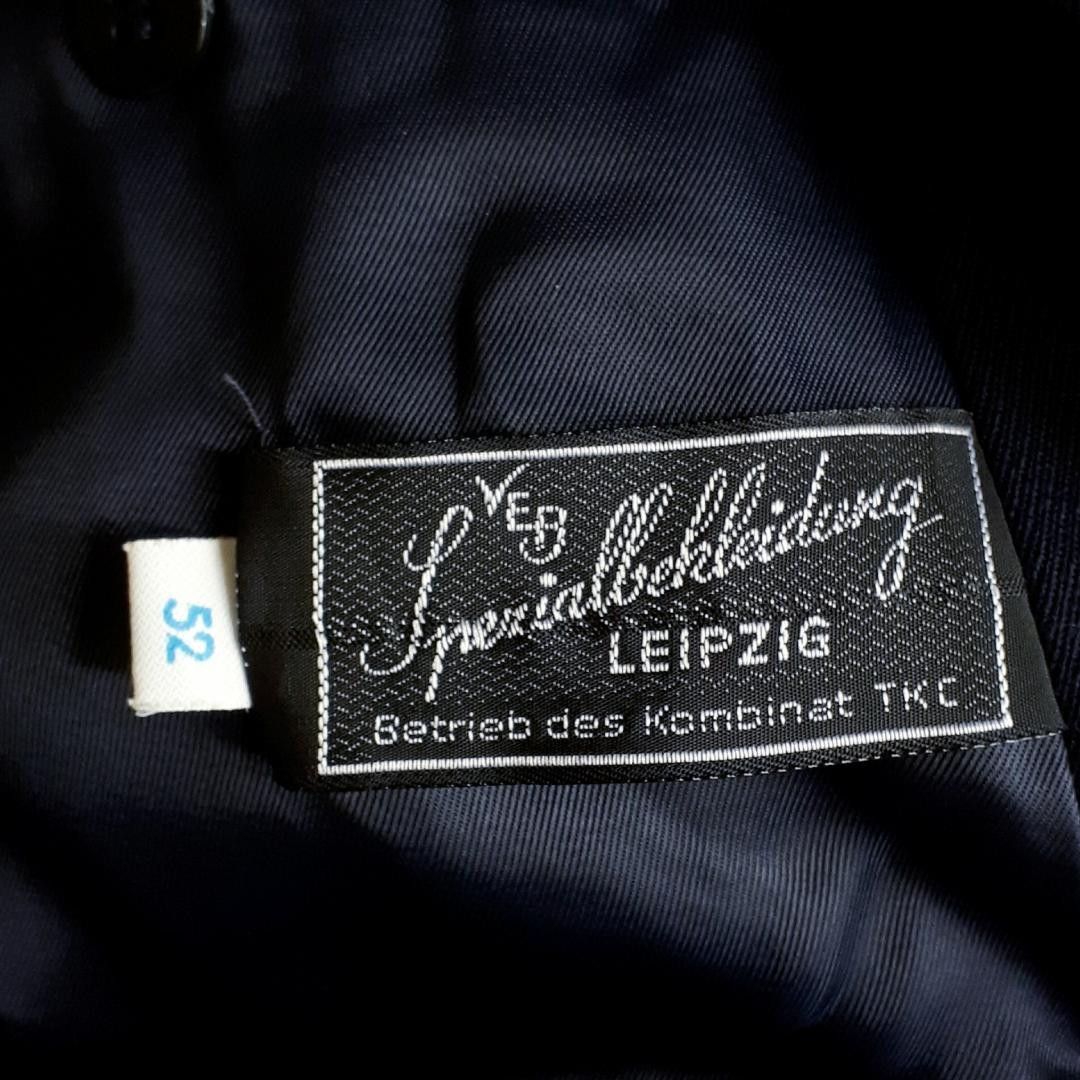 VEB
Spezialbekleidung
LEIPZIG
Betrieb des Kombinat TKC
52